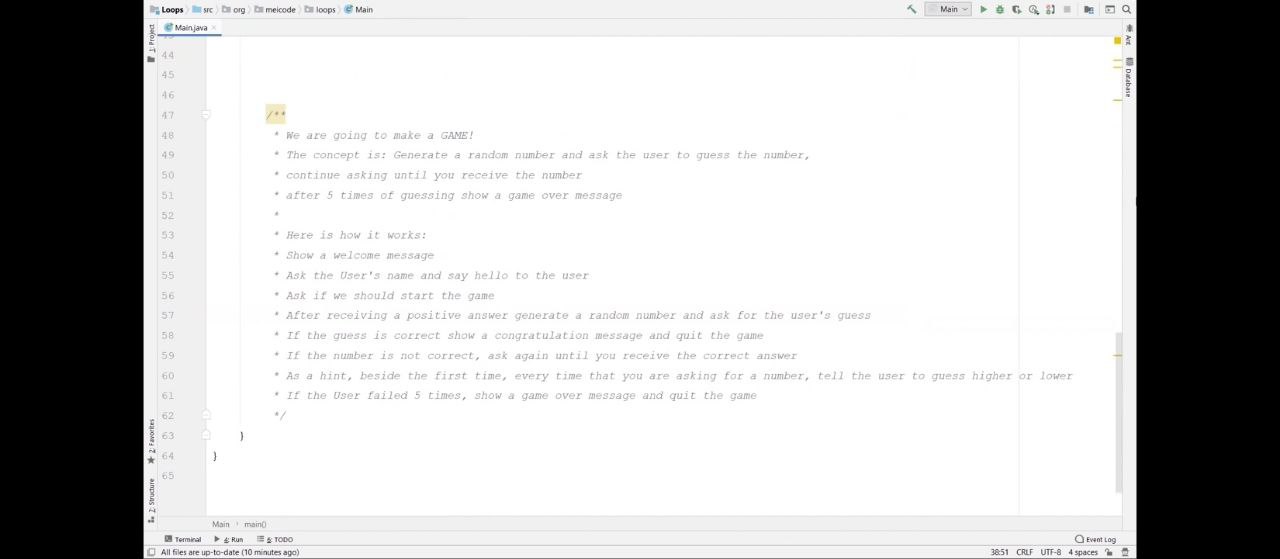 Loops > src > org > meicode > loops > Main
Main
Main.java
1: Project
Ant
Database
43
44
45
46
47 /**
48 * We are going to make a GAME!
49 * The concept is: Generate a random number and ask the user to guess the number,
50 * continue asking until you receive the number
51 * after 5 times of guessing show a game over message
52 *
53 * Here is how it works:
54 * Show a welcome message
55 * Ask the User's name and say hello to the user
56 * Ask if we should start the game
57 * After receiving a positive answer generate a random number and ask for the user's guess
58 * If the guess is correct show a congratulation message and quit the game
59 * If the number is not correct, ask again until you receive the correct answer
60 * As a hint, beside the first time, every time that you are asking for a number, tell the user to guess higher or lower
61 * If the User failed 5 times, show a game over message and quit the game
62 */
63 }
64 }
65
2: Favorites
7: Structure
Main > main()
Terminal 4: Run 6: TODO Event Log
All files are up-to-date (10 minutes ago) 38:51 CRLF UTF-8 4 spaces